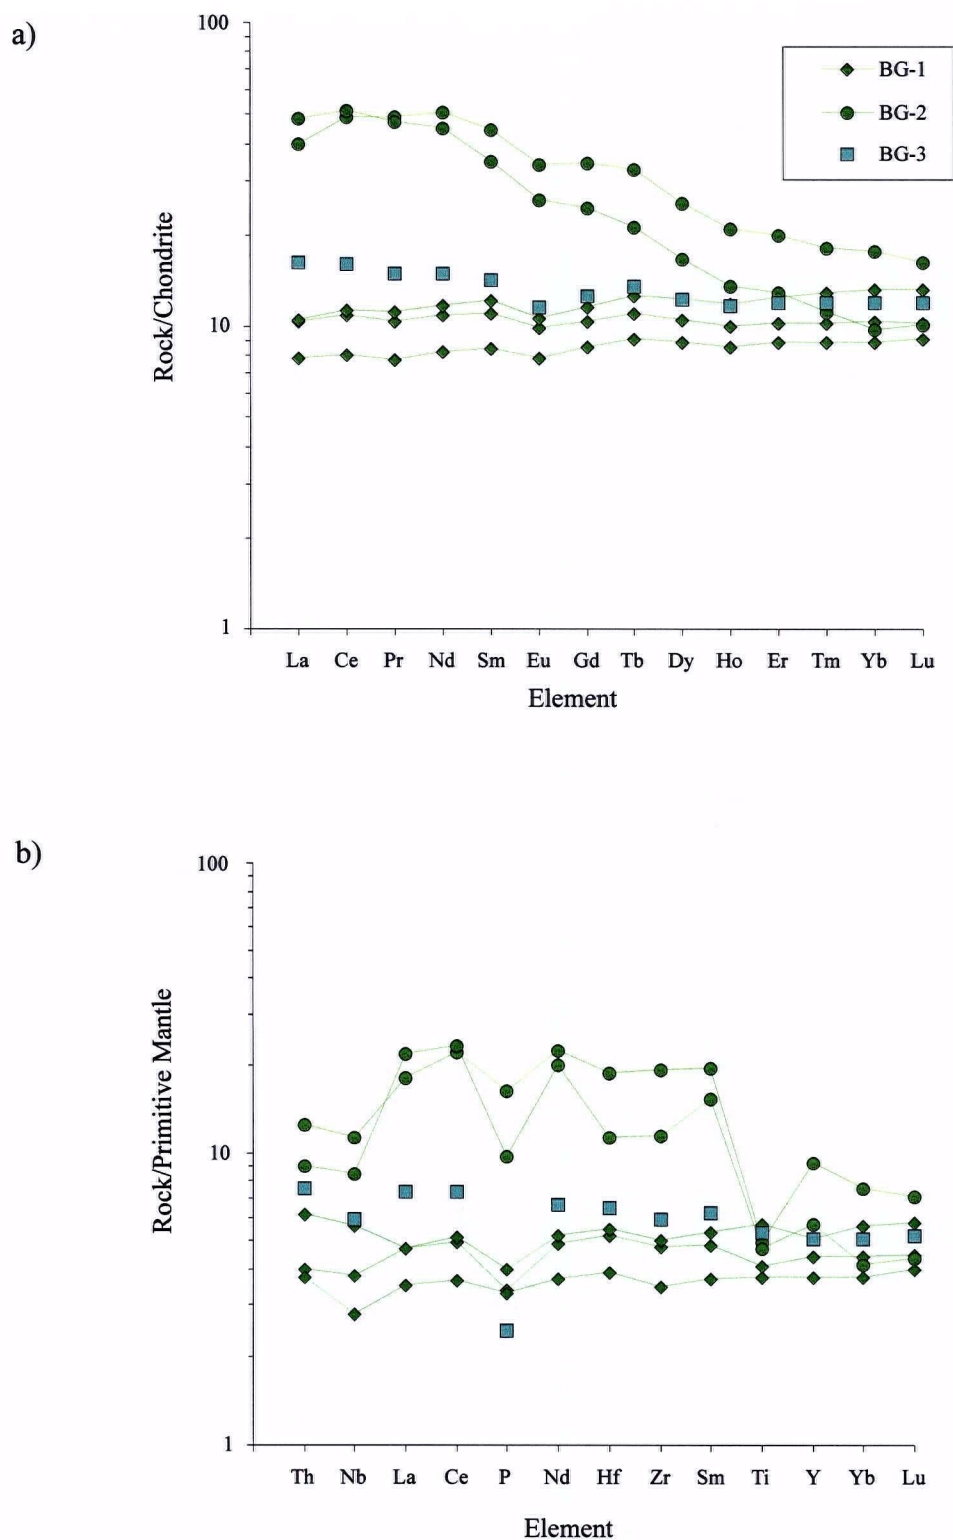 a)
100
10
1
Rock/Chondrite
BG-1
BG-2
BG-3
La Ce Pr Nd Sm Eu Gd Tb Dy Ho Er Tm Yb Lu
Element
b)
100
10
1
Rock/Primitive Mantle
Th Nb La Ce P Nd Hf Zr Sm Ti Y Yb Lu
Element